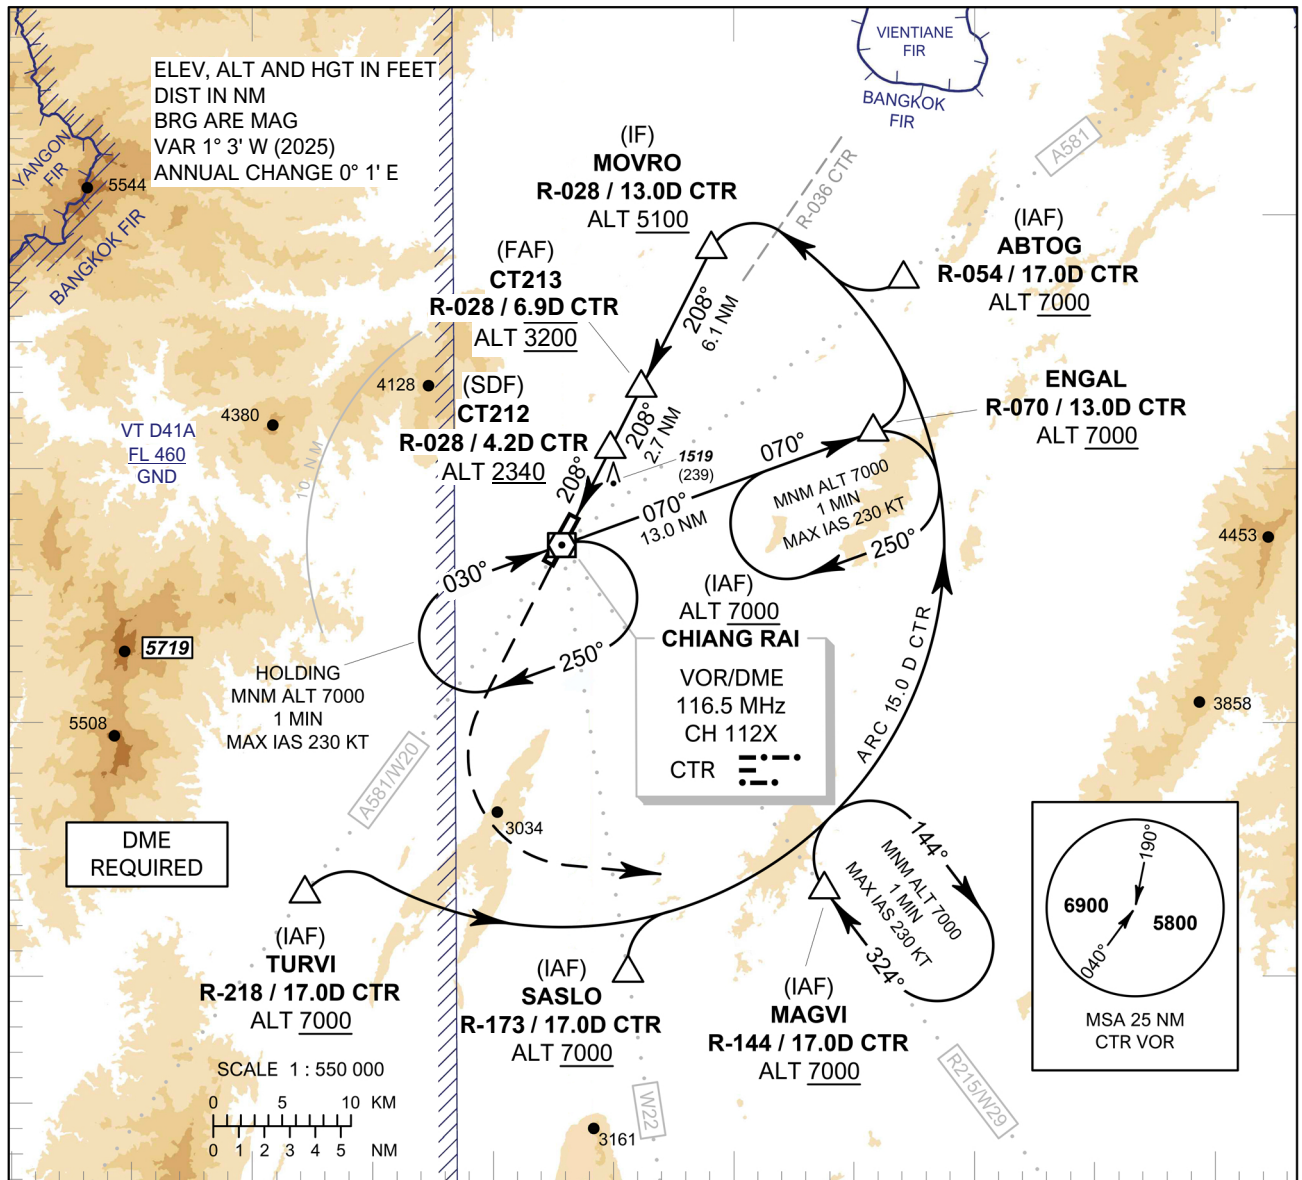 ELEV, ALT AND HGT IN FEET
DIST IN NM
BRG ARE MAG
VAR 1° 3' W (2025)
ANNUAL CHANGE 0° 1' E
YANGON
FIR
BANGKOK FIR
5544
VIENTIANE
FIR
BANGKOK
FIR
A581
R-036 CTR
(IF)
MOVRO
R-028 / 13.0D CTR
ALT 5100
(IAF)
ABTOG
R-054 / 17.0D CTR
ALT 7000
(FAF)
CT213
R-028 / 6.9D CTR
ALT 3200
208°
6.1 NM
ENGAL
R-070 / 13.0D CTR
ALT 7000
4128
4380
(SDF)
CT212
R-028 / 4.2D CTR
ALT 2340
208°
2.7 NM
208°
1519
(239)
VT D41A
FL 460
GND
10 NM
070°
070°
13.0 NM
MNM ALT 7000
1 MIN
MAX IAS 230 KT
250°
4453
030°
250°
(IAF)
ALT 7000
CHIANG RAI
VOR/DME
116.5 MHz
CH 112X
CTR
5719
5508
HOLDING
MNM ALT 7000
1 MIN
MAX IAS 230 KT
ARC 15.0 D CTR
3858
A581/W20
3034
DME
REQUIRED
144°
MNM ALT 7000
1 MIN
MAX IAS 230 KT
324°
190°
6900
5800
040°
MSA 25 NM
CTR VOR
(IAF)
TURVI
R-218 / 17.0D CTR
ALT 7000
(IAF)
SASLO
R-173 / 17.0D CTR
ALT 7000
(IAF)
MAGVI
R-144 / 17.0D CTR
ALT 7000
SCALE 1 : 550 000
0 5 10 KM
0 1 2 3 4 5 NM
W22
R215/W29
3161